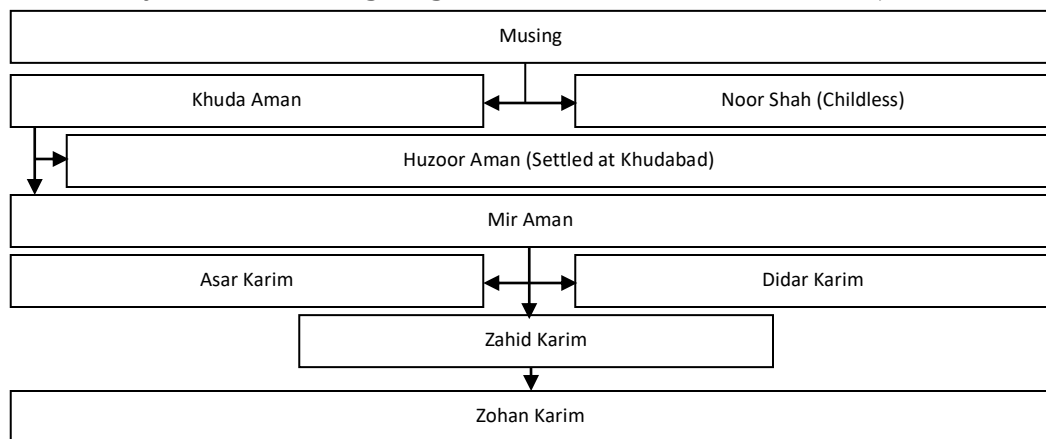 Musing
Khuda Aman
Noor Shah (Childless)
Huzoor Aman (Settled at Khudabad)
Mir Aman
Asar Karim
Didar Karim
Zahid Karim
Zohan Karim